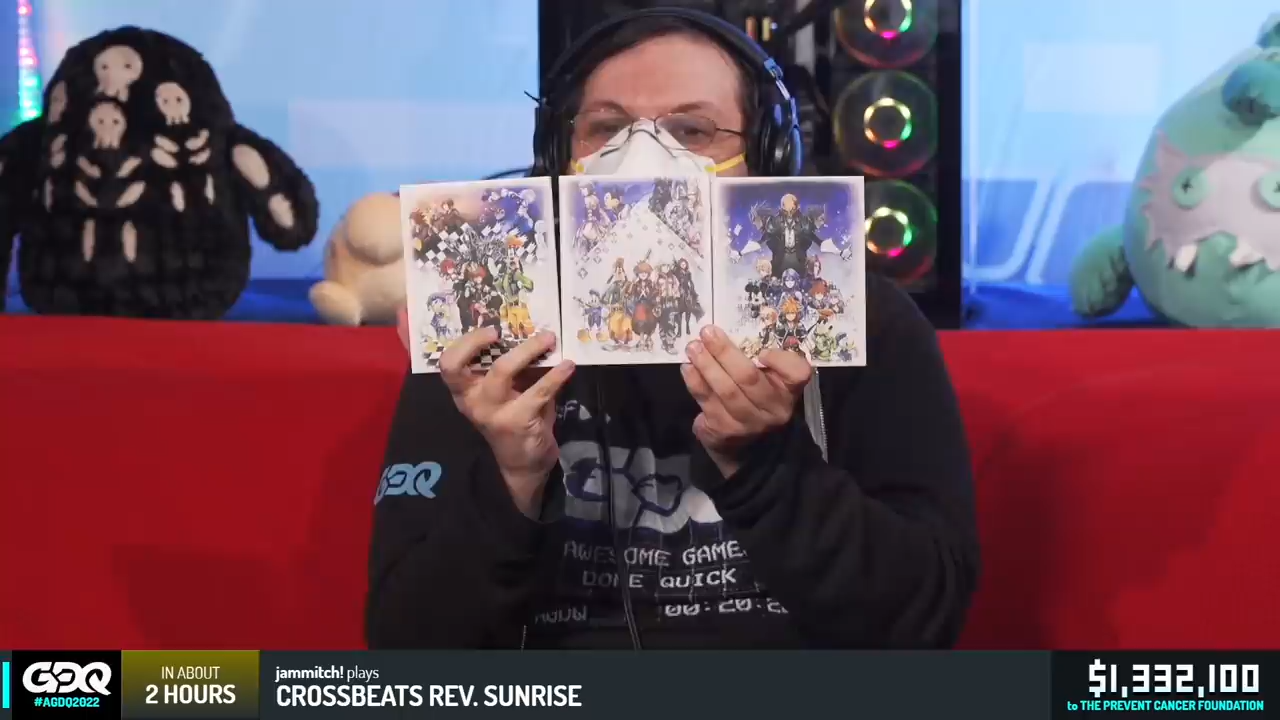 GDQ
AWESOME GAMES
DONE QUICK
AGDQ 00:20:2
GDQ
#AGDQ2022
IN ABOUT
2 HOURS
jammitch! plays
CROSSBEATS REV. SUNRISE
$1,332,100
to THE PREVENT CANCER FOUNDATION